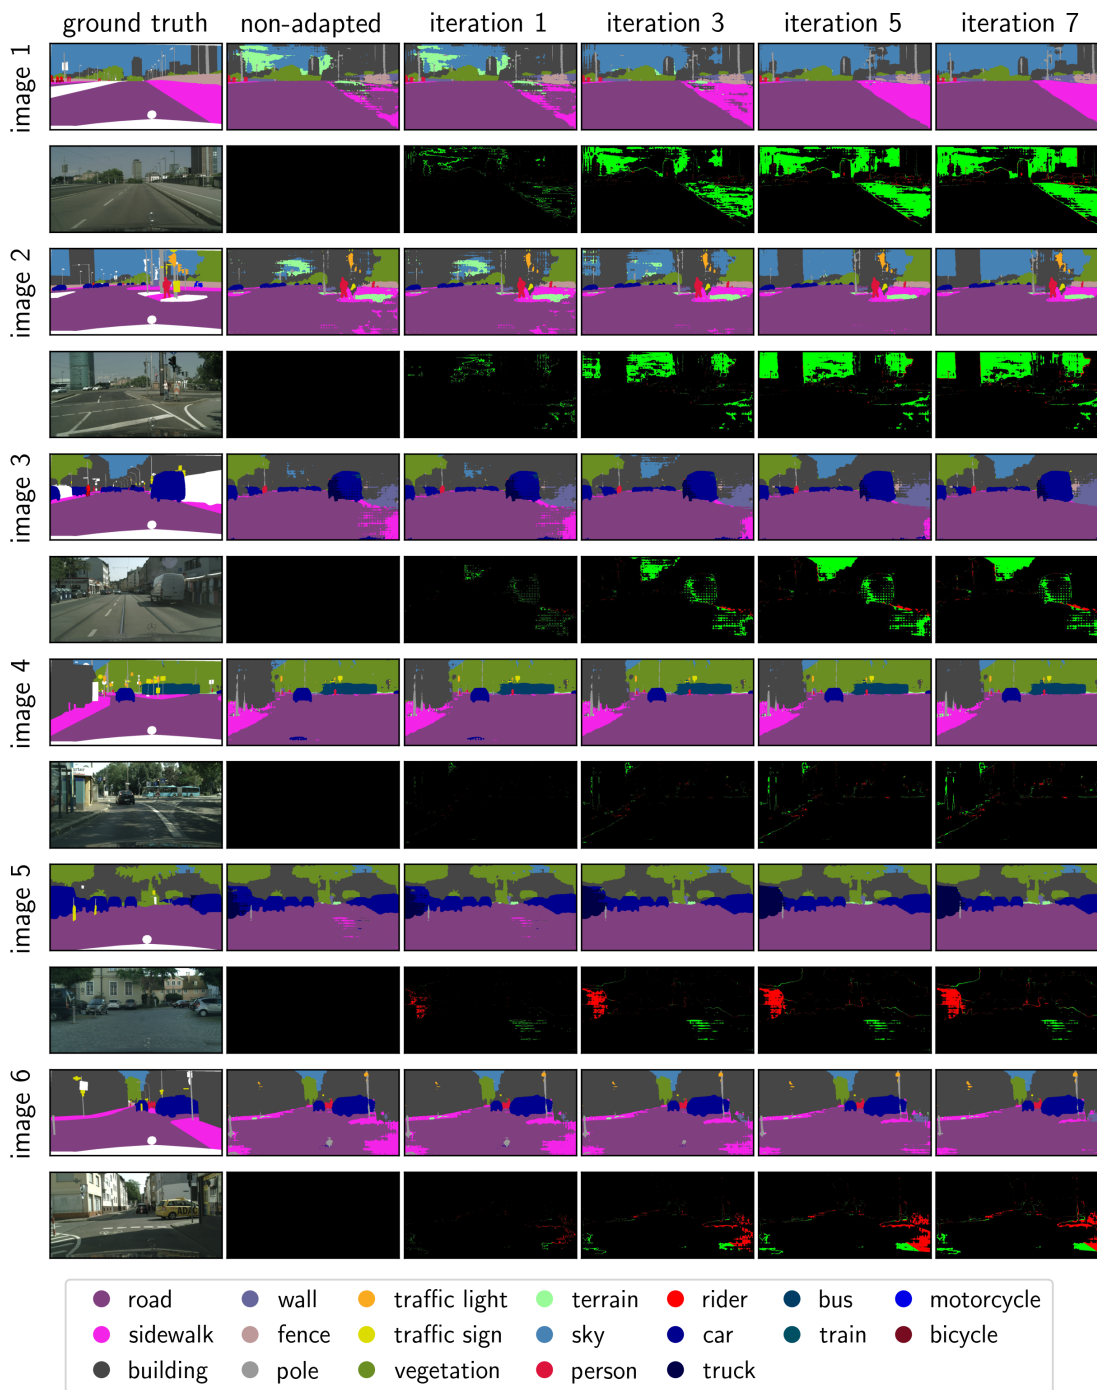 ground truth non-adapted iteration 1 iteration 3 iteration 5 iteration 7
image 1
image 2
image 3
image 4
image 5
image 6
ADAC
road wall traffic light terrain rider bus motorcycle
sidewalk fence traffic sign sky car train bicycle
building pole vegetation person truck